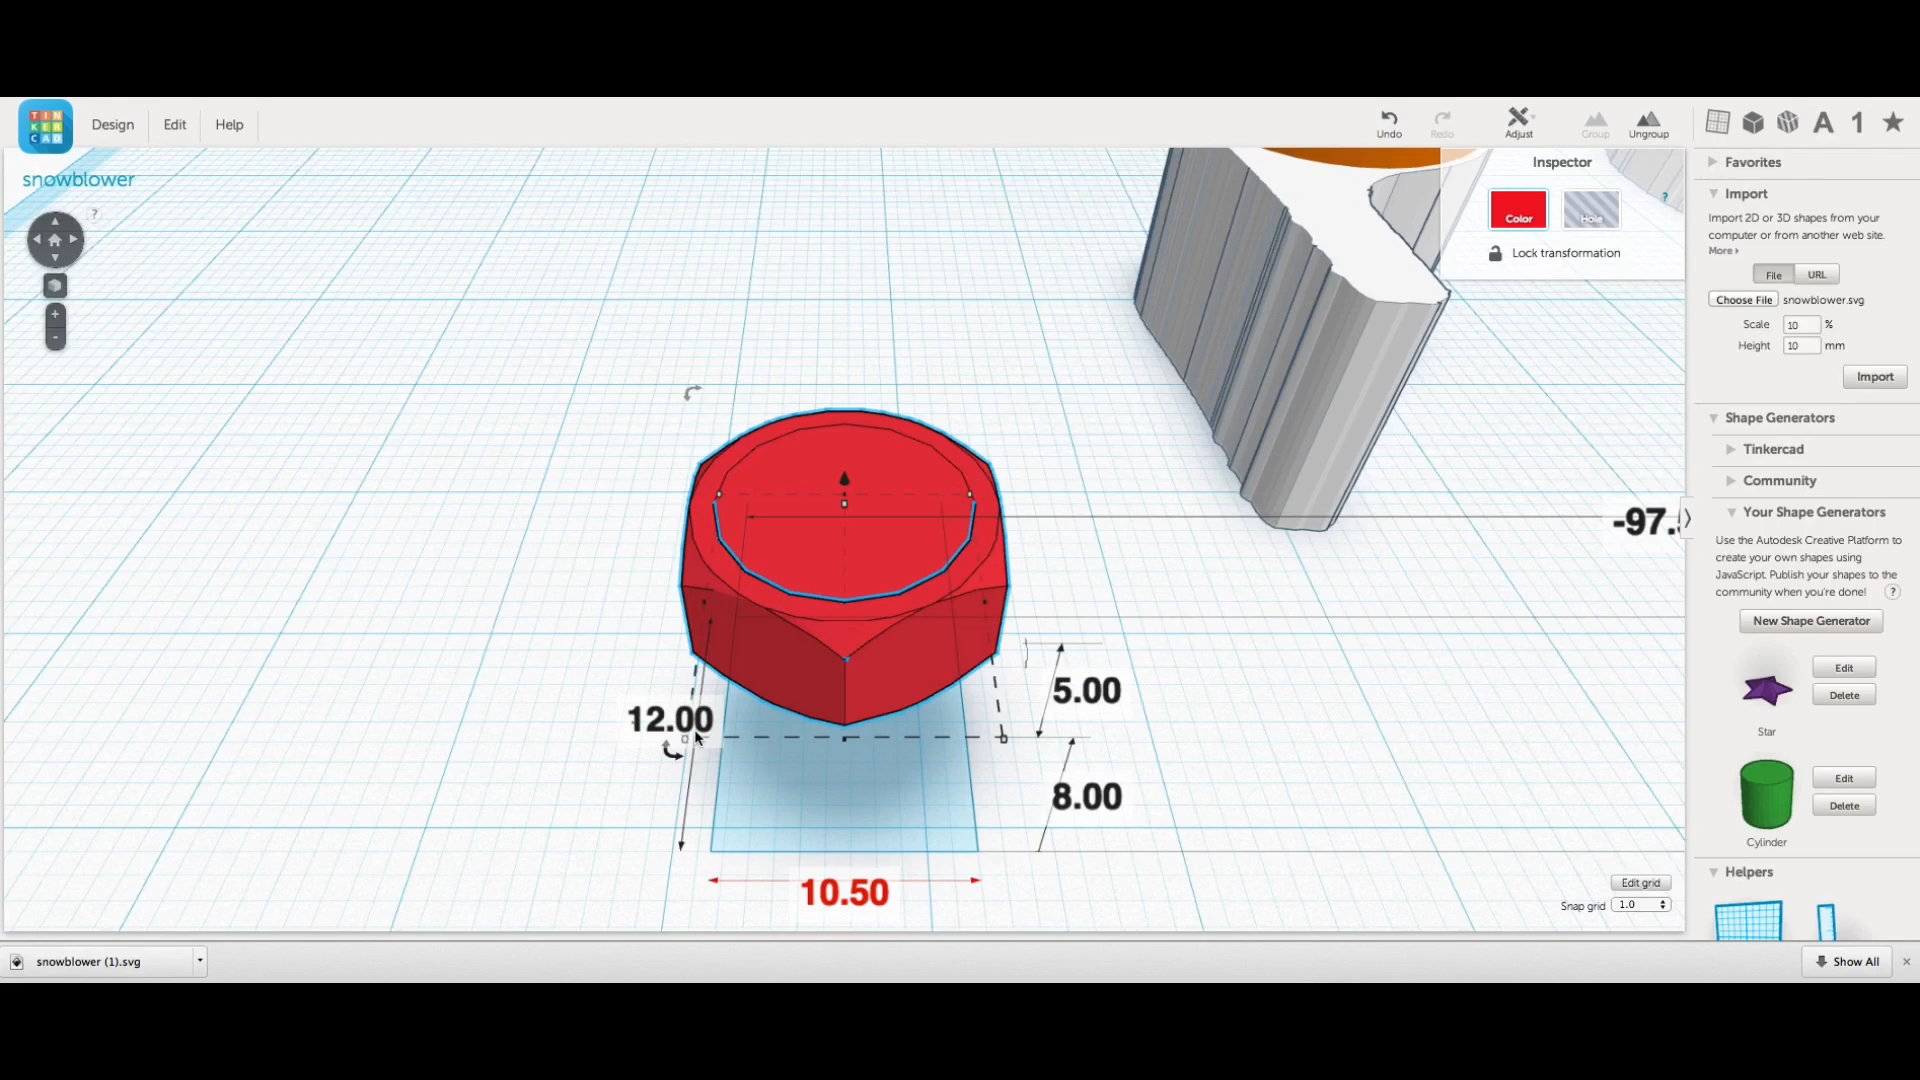 TIN
KER
CAD
Design
Edit
Help
Undo
Redo
Adjust
Group
Ungroup
A
1
snowblower
?
+
-
Inspector
?
Color
Hole
Lock transformation
-97.
12.00
5.00
8.00
10.50
Edit grid
Snap grid 1.0
Favorites
Import
Import 2D or 3D shapes from your
computer or from another web site.
More
File
URL
Choose File snowblower.svg
Scale 10 %
Height 10 mm
Import
Shape Generators
Tinkercad
Community
Your Shape Generators
Use the Autodesk Creative Platform to
create your own shapes using
JavaScript. Publish your shapes to the
community when you're done! ?
New Shape Generator
Edit
Delete
Star
Edit
Delete
Cylinder
Helpers
snowblower (1).svg
Show All
×